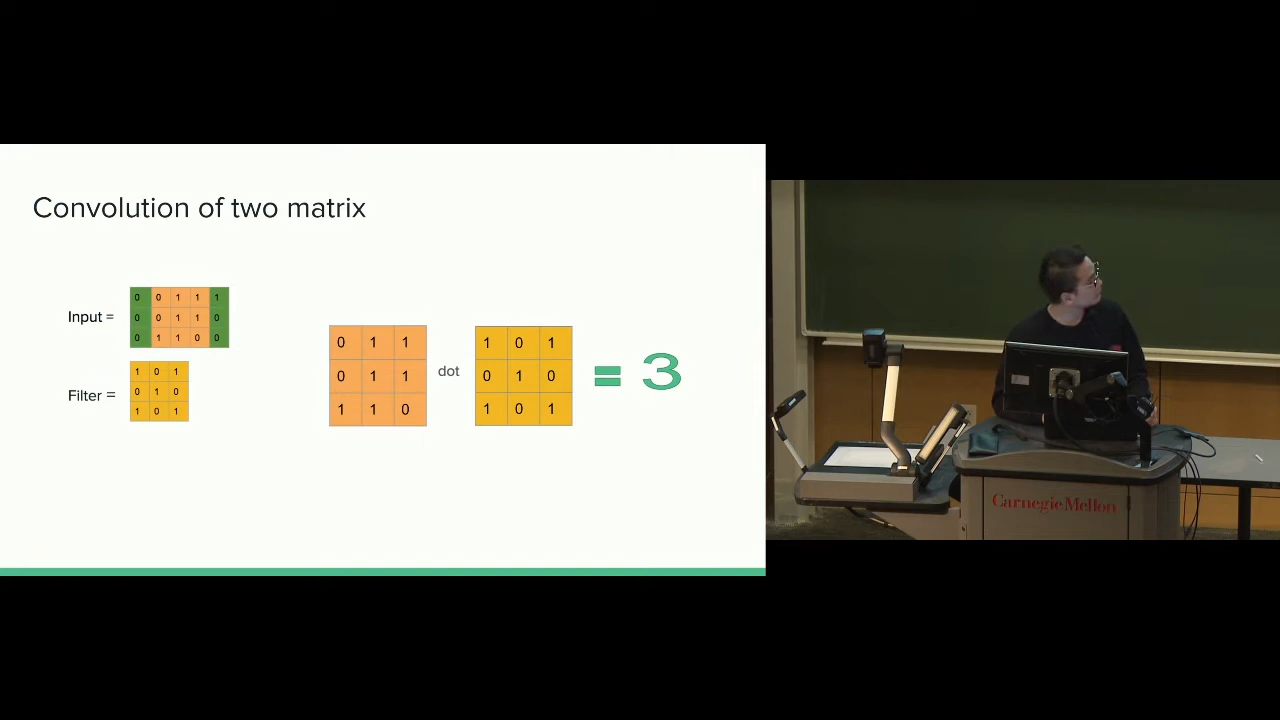 Convolution of two matrix
Input =
0 0 1 1 1
0 0 1 1 0
0 1 1 0 0
Filter =
1 0 1
0 1 0
1 0 1
0 1 1
0 1 1
1 1 0
dot
1 0 1
0 1 0
1 0 1
= 3
Carnegie Mellon